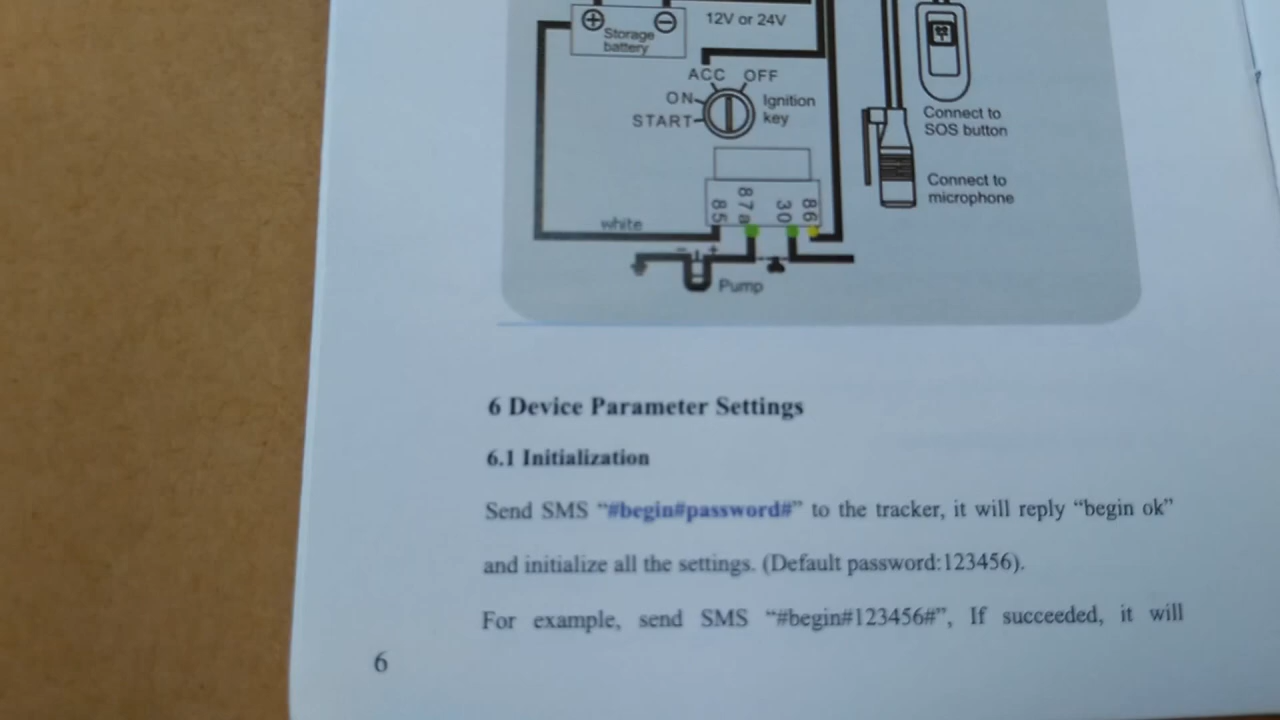 12V or 24V
Storage
battery
ACC OFF
ON
START
Ignition
key
Connect to
SOS button
Connect to
microphone
85 87a 30 86
white
Pump
6 Device Parameter Settings
6.1 Initialization
Send SMS “#begin#password#” to the tracker, it will reply “begin ok”
and initialize all the settings. (Default password:123456).
For example, send SMS “#begin#123456#”, If succeeded, it will
6